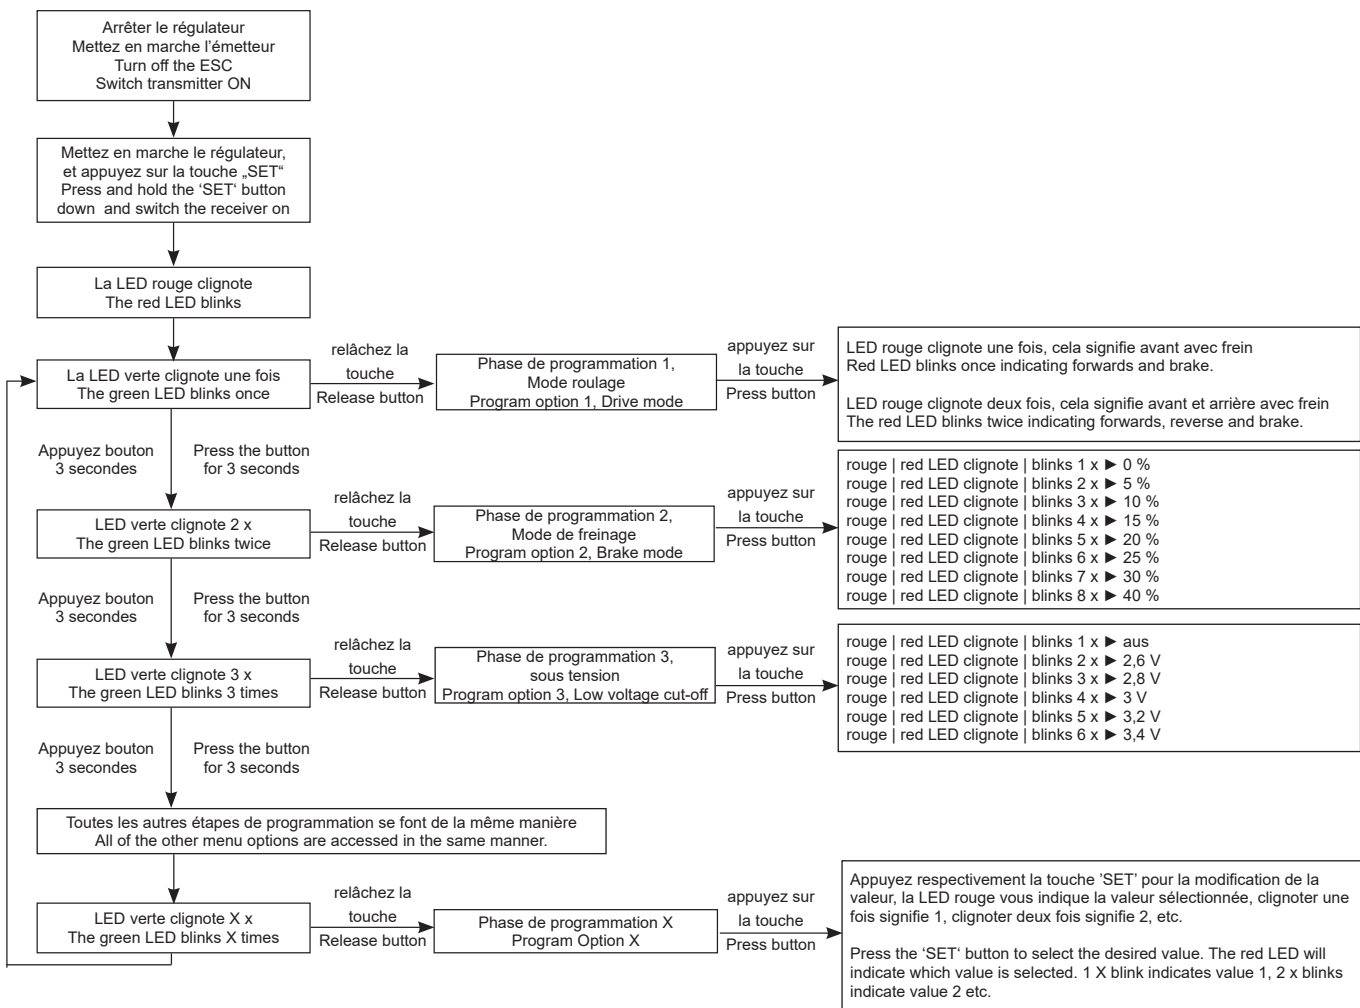 Arrêter le régulateur
Mettez en marche l'émetteur
Turn off the ESC
Switch transmitter ON
Mettez en marche le régulateur,
et appuyez sur la touche „SET“
Press and hold the ‘SET‘ button
down and switch the receiver on
La LED rouge clignote
The red LED blinks
La LED verte clignote une fois
The green LED blinks once
relâchez la
touche
Release button
Phase de programmation 1,
Mode roulage
Program option 1, Drive mode
appuyez sur
la touche
Press button
LED rouge clignote une fois, cela signifie avant avec frein
Red LED blinks once indicating forwards and brake.
LED rouge clignote deux fois, cela signifie avant et arrière avec frein
The red LED blinks twice indicating forwards, reverse and brake.
Appuyez bouton
3 secondes
Press the button
for 3 seconds
LED verte clignote 2 x
The green LED blinks twice
relâchez la
touche
Release button
Phase de programmation 2,
Mode de freinage
Program option 2, Brake mode
appuyez sur
la touche
Press button
rouge | red LED clignote | blinks 1 x ► 0 %
rouge | red LED clignote | blinks 2 x ► 5 %
rouge | red LED clignote | blinks 3 x ► 10 %
rouge | red LED clignote | blinks 4 x ► 15 %
rouge | red LED clignote | blinks 5 x ► 20 %
rouge | red LED clignote | blinks 6 x ► 25 %
rouge | red LED clignote | blinks 7 x ► 30 %
rouge | red LED clignote | blinks 8 x ► 40 %
Appuyez bouton
3 secondes
Press the button
for 3 seconds
LED verte clignote 3 x
The green LED blinks 3 times
relâchez la
touche
Release button
Phase de programmation 3,
sous tension
Program option 3, Low voltage cut-off
appuyez sur
la touche
Press button
rouge | red LED clignote | blinks 1 x ► aus
rouge | red LED clignote | blinks 2 x ► 2,6 V
rouge | red LED clignote | blinks 3 x ► 2,8 V
rouge | red LED clignote | blinks 4 x ► 3 V
rouge | red LED clignote | blinks 5 x ► 3,2 V
rouge | red LED clignote | blinks 6 x ► 3,4 V
Appuyez bouton
3 secondes
Press the button
for 3 seconds
Toutes les autres étapes de programmation se font de la même manière
All of the other menu options are accessed in the same manner.
LED verte clignote X x
The green LED blinks X times
relâchez la
touche
Release button
Phase de programmation X
Program Option X
appuyez sur
la touche
Press button
Appuyez respectivement la touche ’SET’ pour la modification de la
valeur, la LED rouge vous indique la valeur sélectionnée, clignoter une
fois signifie 1, clignoter deux fois signifie 2, etc.
Press the ‘SET‘ button to select the desired value. The red LED will
indicate which value is selected. 1 X blink indicates value 1, 2 x blinks
indicate value 2 etc.